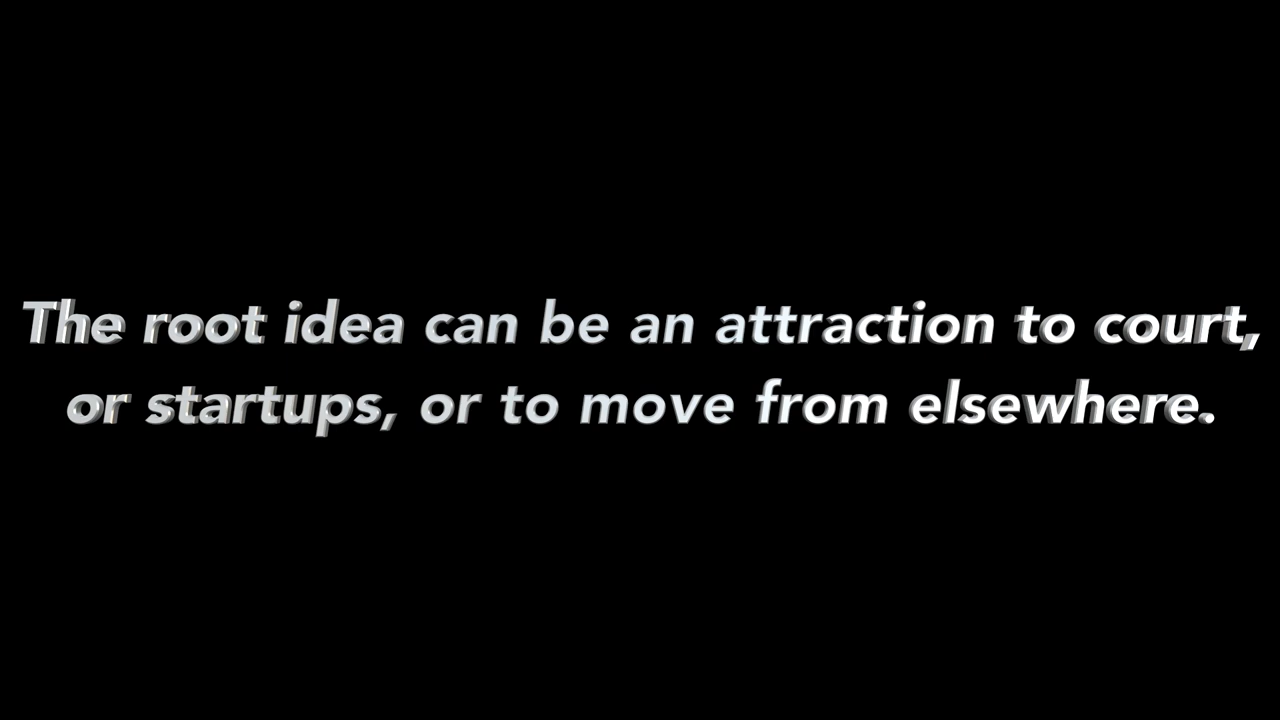 The root idea can be an attraction to court,
or startups, or to move from elsewhere.